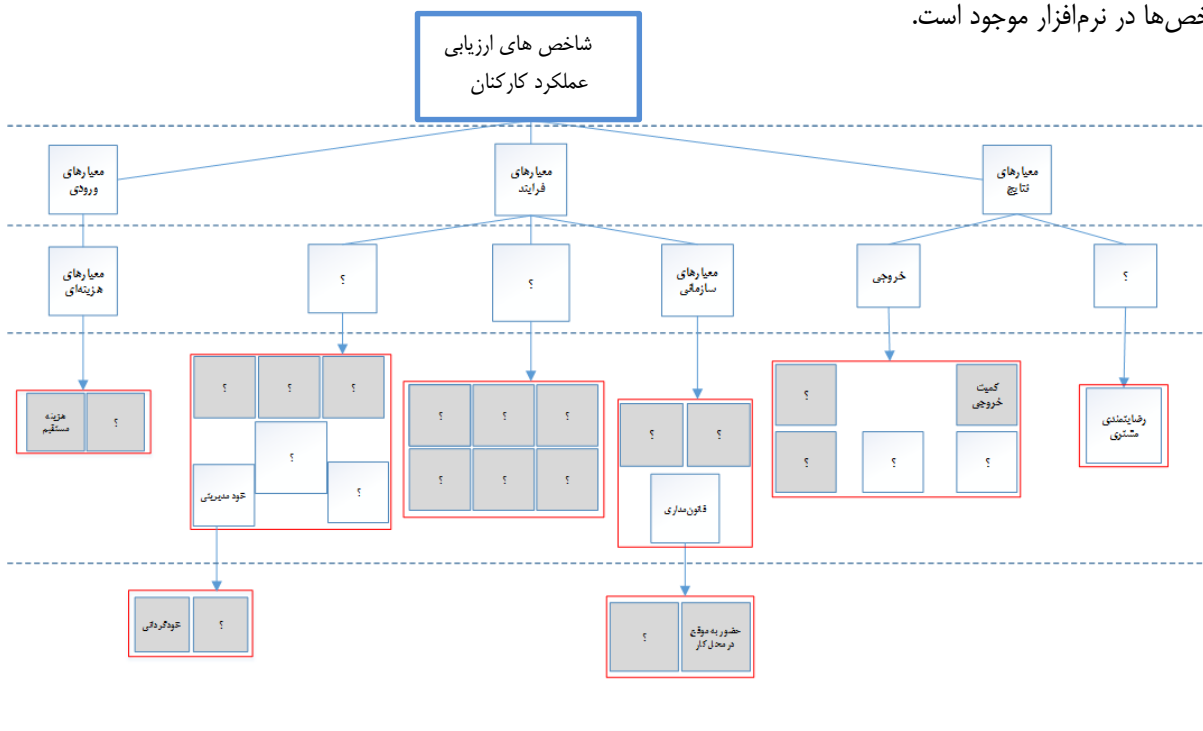 خص‌ها در نرم‌افزار موجود است.
شاخص های ارزیابی
عملکرد کارکنان
معیارهای
نتایج
معیارهای
فرایند
معیارهای
ورودی
؟
خروجی
معیارهای
سازمانی
؟
؟
معیارهای
هزینه‌ای
رضایتمندی
مشتری
کمیت
خروجی
؟
؟
؟
؟
؟
؟
قانون‌مداری
؟
؟
؟
؟
؟
؟
؟
؟
؟
؟
؟
خود مدیریتی
؟
هزینه
مستقیم
حضور به موقع
در محل کار
؟
؟
خودگردانی